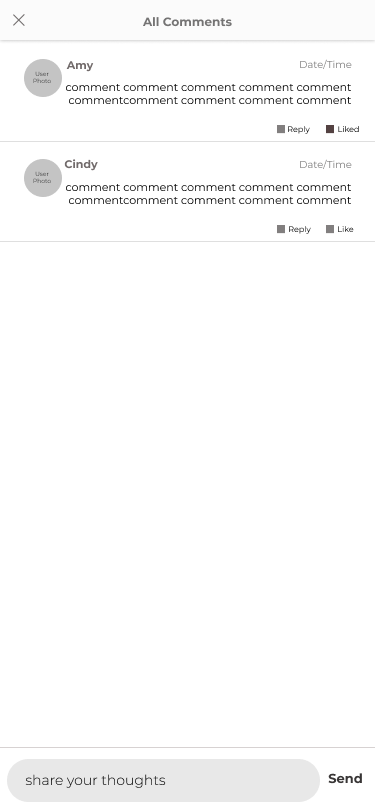 All Comments
User
Photo
Amy
Date/Time
comment comment comment comment comment
commentcomment comment comment comment
Reply
Liked
User
Photo
Cindy
Date/Time
comment comment comment comment comment
commentcomment comment comment comment
Reply
Like
share your thoughts
Send